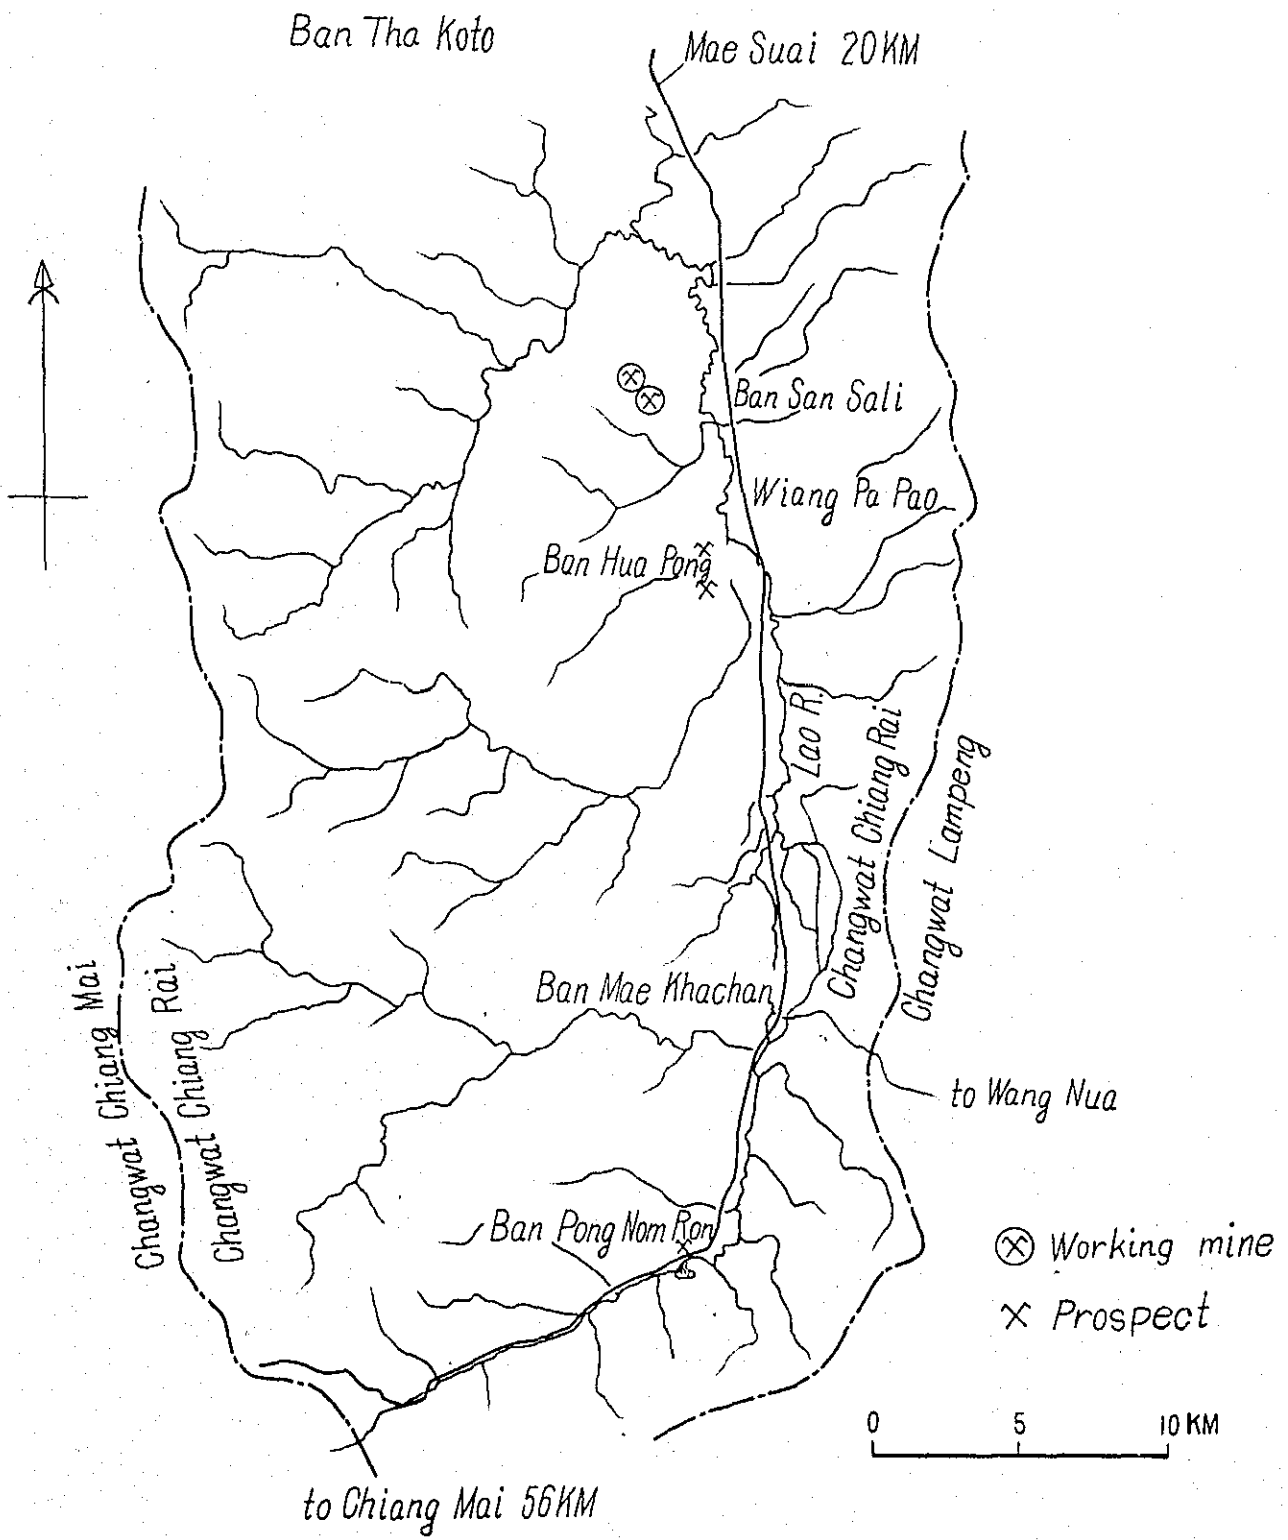 Ban Tha Koto
Mae Suai 20KM
Ban San Sali
Wiang Pa Pao
Ban Hua Pong
Lao R.
Changwat Chiang Rai
Changwat Lampeng
Changwat Chiang Mai
Changwat Chiang Rai
Ban Mae Khachan
to Wang Nua
Ban Pong Nom Ron
Working mine
Prospect
0 5 10 KM
to Chiang Mai 56KM